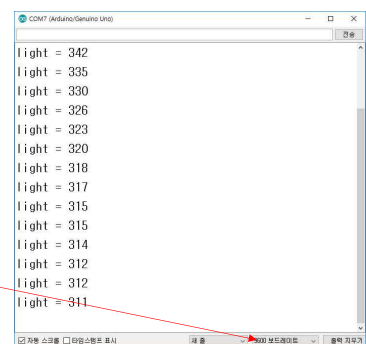 COM7 (Arduino/Genuino Uno)
전송
light = 342
light = 335
light = 330
light = 326
light = 323
light = 320
light = 318
light = 317
light = 315
light = 315
light = 314
light = 312
light = 312
light = 311
자동 스크롤 타임스탬프 표시 새 줄 9600 보드레이트 출력 지우기